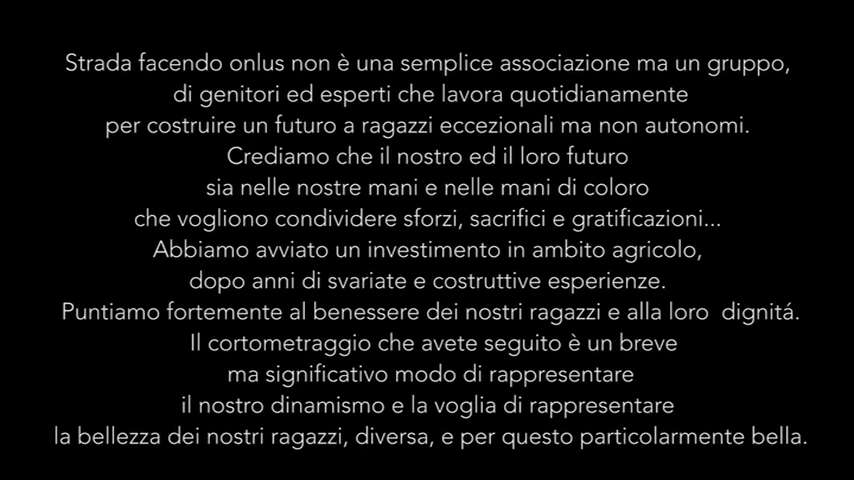 Strada facendo onlus non è una semplice associazione ma un gruppo,
di genitori ed esperti che lavora quotidianamente
per costruire un futuro a ragazzi eccezionali ma non autonomi.
Crediamo che il nostro ed il loro futuro
sia nelle nostre mani e nelle mani di coloro
che vogliono condividere sforzi, sacrifici e gratificazioni...
Abbiamo avviato un investimento in ambito agricolo,
dopo anni di svariate e costruttive esperienze.
Puntiamo fortemente al benessere dei nostri ragazzi e alla loro  dignitá.
Il cortometraggio che avete seguito è un breve
ma significativo modo di rappresentare
il nostro dinamismo e la voglia di rappresentare
la bellezza dei nostri ragazzi, diversa, e per questo particolarmente bella.